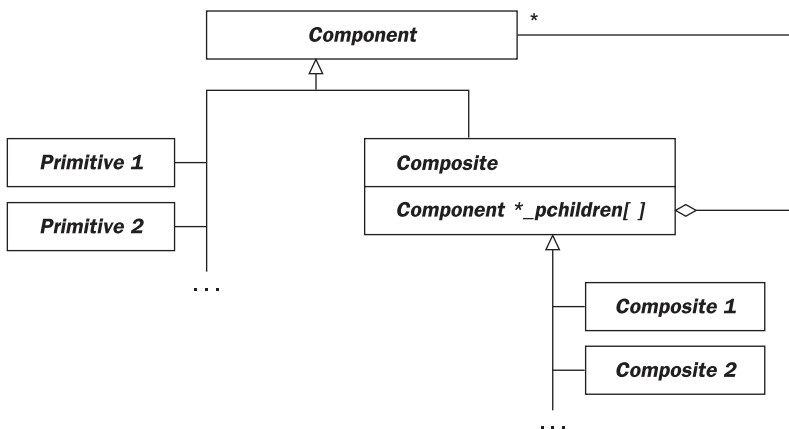 Component
*
Primitive 1
Composite
Primitive 2
Component *_pchildren[ ]
...
Composite 1
Composite 2
...